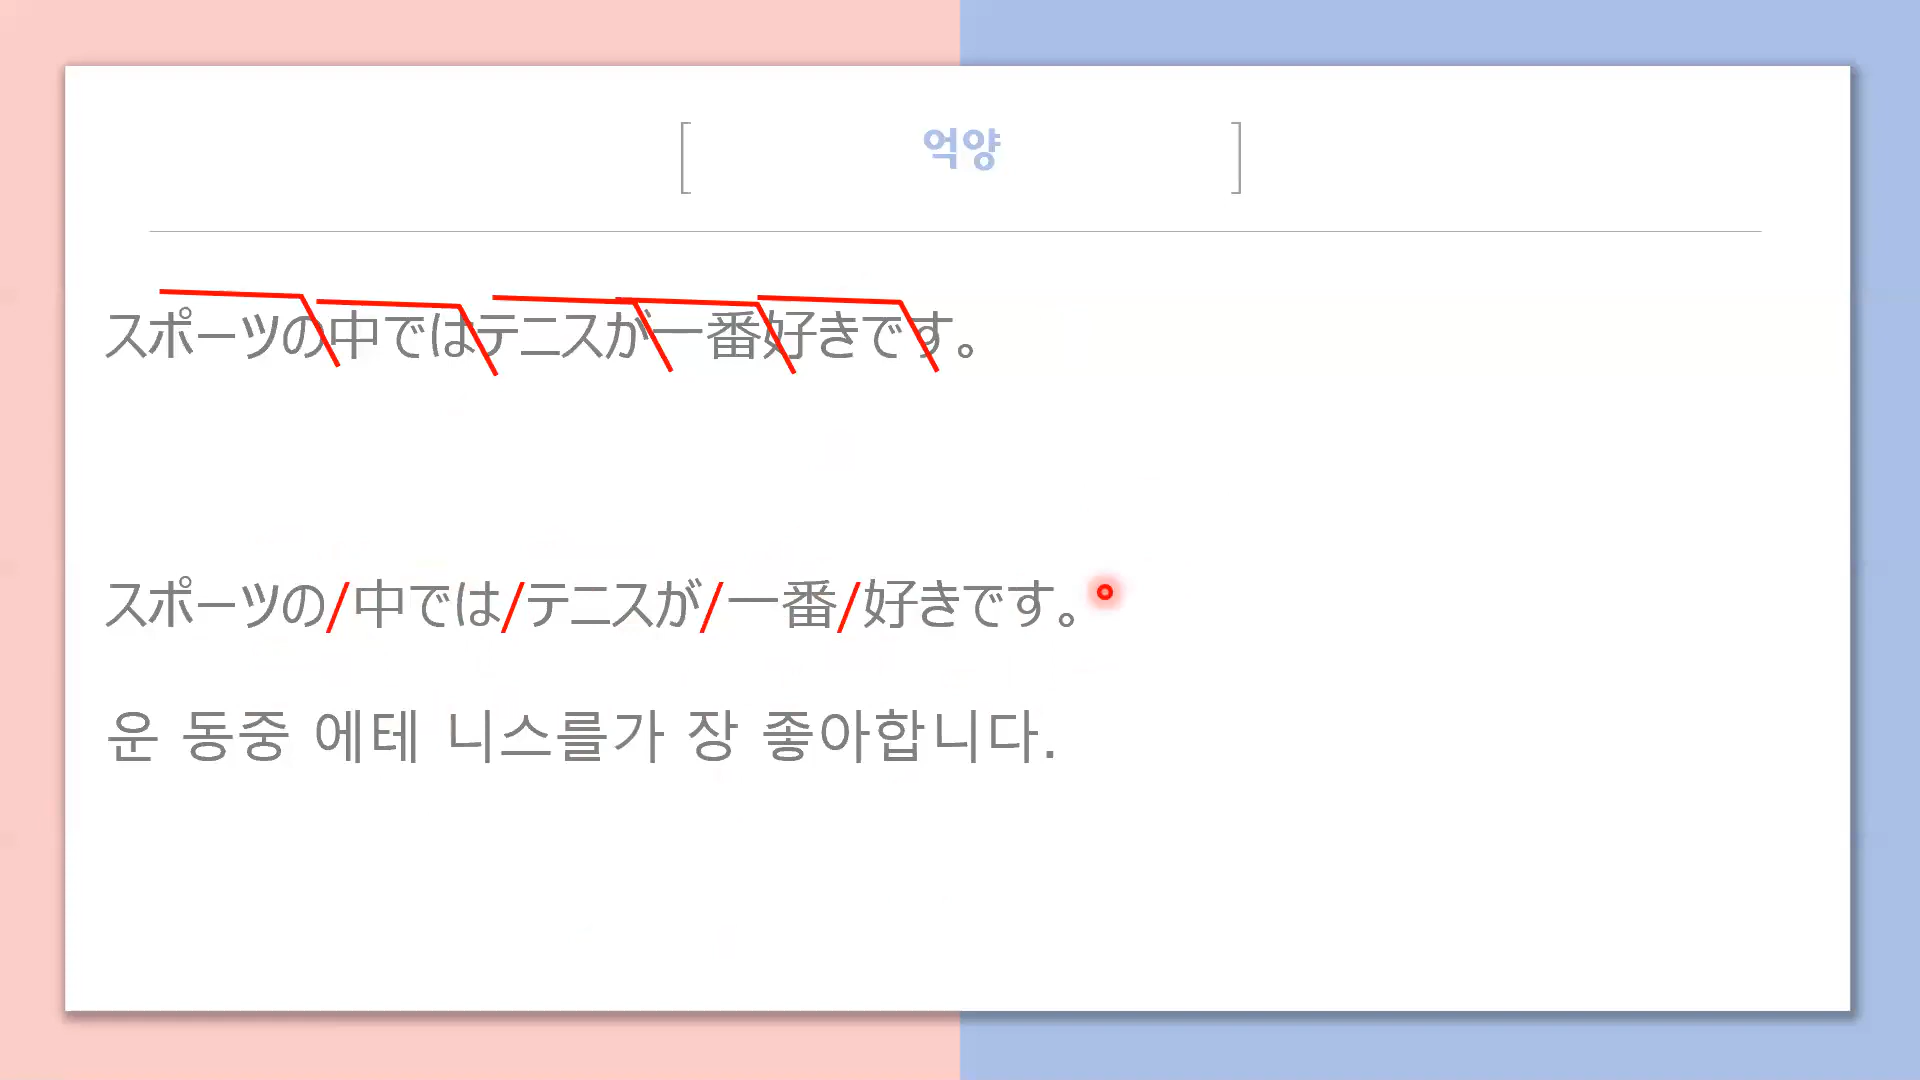 [ 억양 ]
スポーツの中ではテニスが一番好きです。
スポーツの/中では/テニスが/一番/好きです。
운 동중 에테 니스를가 장 좋아합니다.